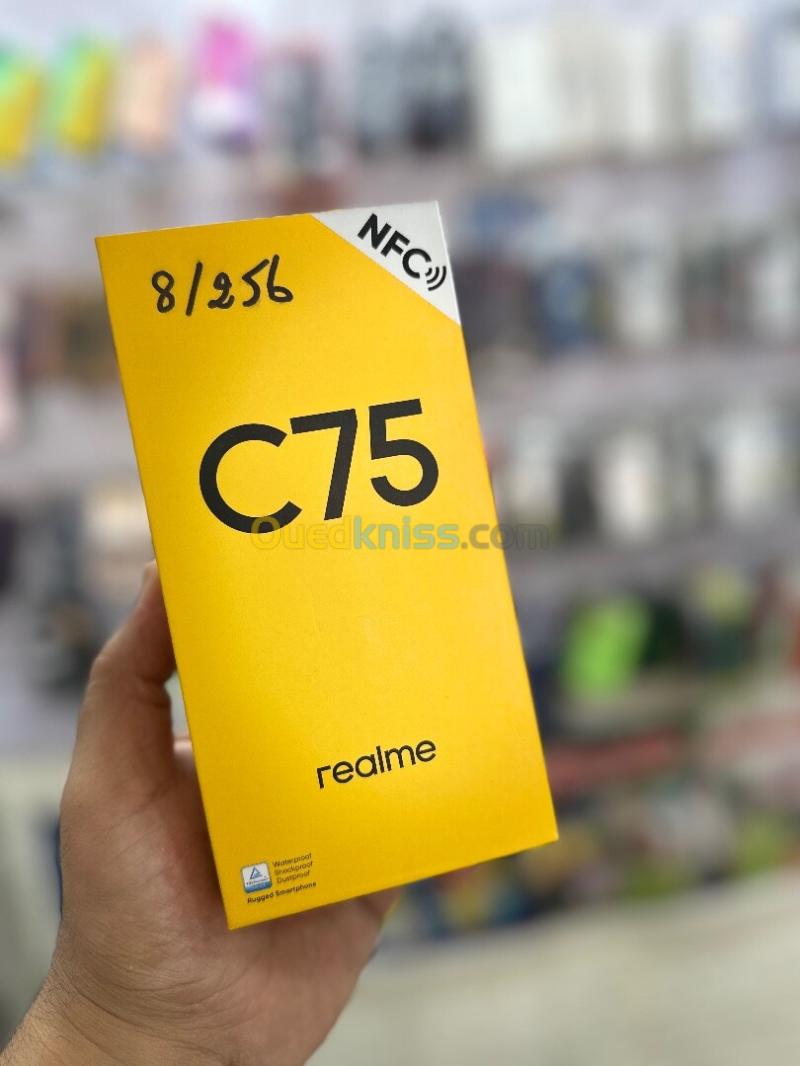 NFC
8/256
C75
Ouedkniss.com
realme
Waterproof
Shockproof
Dustproof
Rugged Smartphone